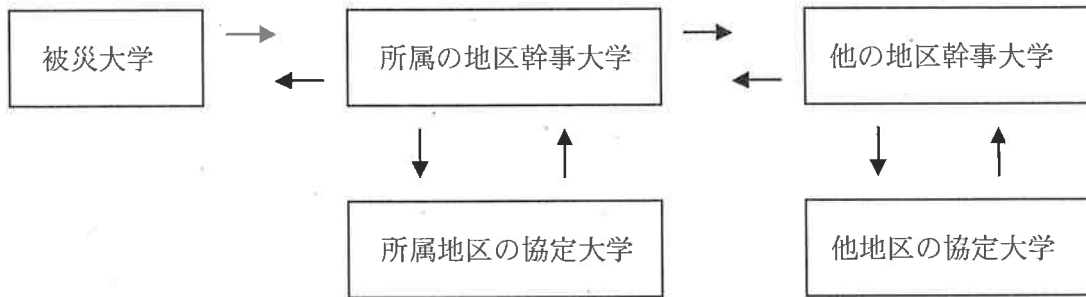 被災大学
所属の地区幹事大学
他の地区幹事大学
所属地区の協定大学
他地区の協定大学